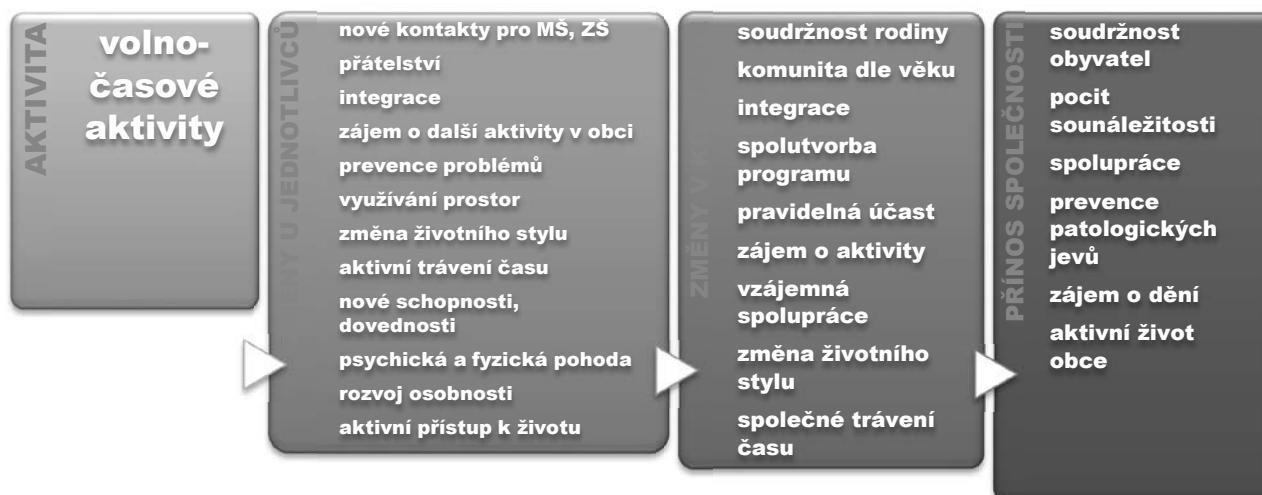 AKTIVITA
volno-
časové
aktivity
ENY U JEDNOTLIVCŮ
nové kontakty pro MŠ, ZŠ
přátelství
integrace
zájem o další aktivity v obci
prevence problémů
využívání prostor
změna životního stylu
aktivní trávení času
nové schopnosti,
dovednosti
psychická a fyzická pohoda
rozvoj osobnosti
aktivní přístup k životu
ZMĚNY V K
soudržnost rodiny
komunita dle věku
integrace
spolutvorba
programu
pravidelná účast
zájem o aktivity
vzájemná
spolupráce
změna životního
stylu
společné trávení
času
PŘÍNOS SPOLEČNOSTI
soudržnost
obyvatel
pocit
sounáležitosti
spolupráce
prevence
patologických
jevů
zájem o dění
aktivní život
obce